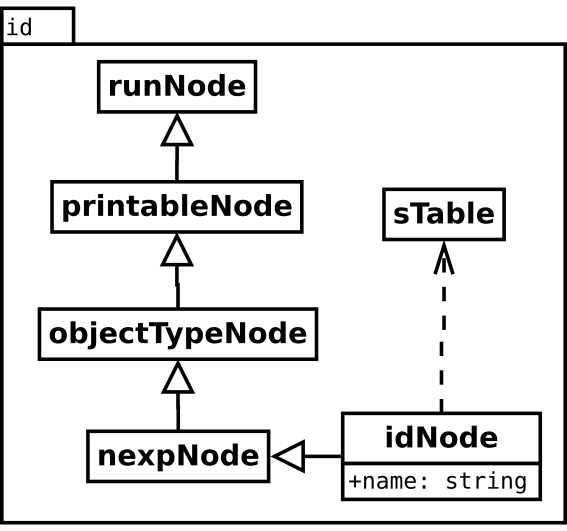 id
runNode
printableNode
sTable
objectTypeNode
idNode
nexpNode
+name: string